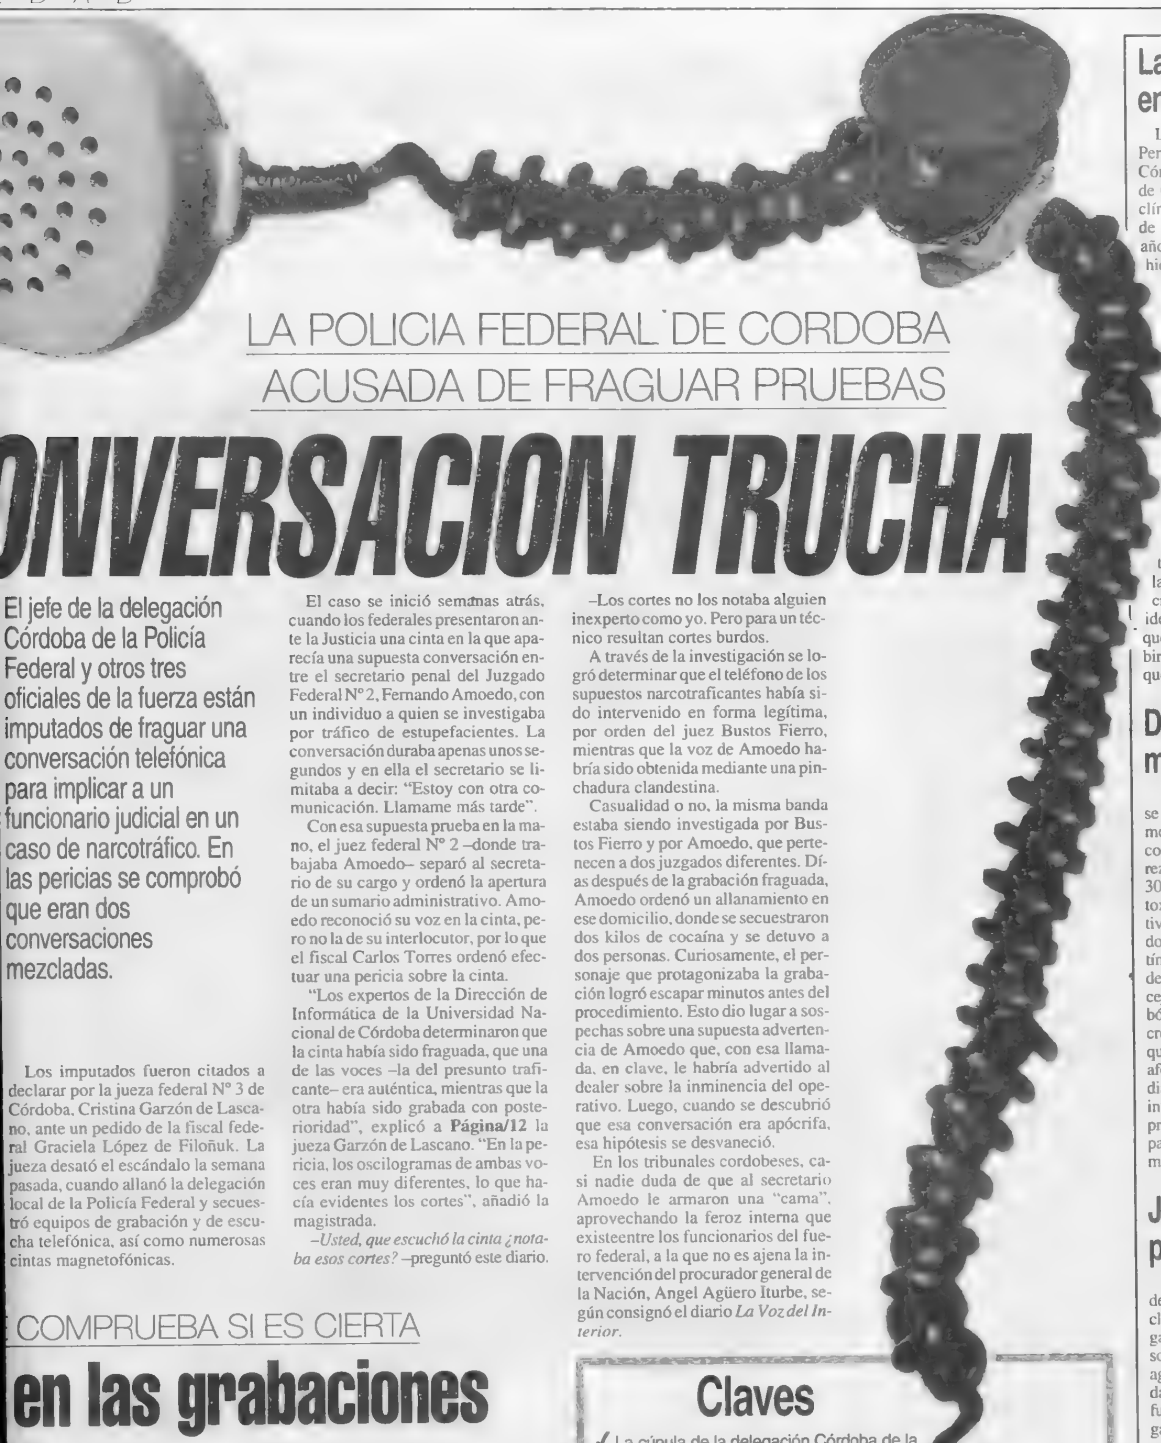 LA POLICIA FEDERAL DE CORDOBA
ACUSADA DE FRAGUAR PRUEBAS
ONVERSACION TRUCHA
El jefe de la delegación
Córdoba de la Policía
Federal y otros tres
oficiales de la fuerza están
imputados de fraguar una
conversación telefónica
para implicar a un
funcionario judicial en un
caso de narcotráfico. En
las pericias se comprobó
que eran dos
conversaciones
mezcladas.
Los imputados fueron citados a
declarar por la jueza federal N° 3 de
Córdoba, Cristina Garzón de Lasca-
no, ante un pedido de la fiscal fede-
ral Graciela López de Filoñuk. La
jueza desató el escándalo la semana
pasada, cuando allanó la delegación
local de la Policía Federal y secues-
tró equipos de grabación y de escu-
cha telefónica, así como numerosas
cintas magnetofónicas.
El caso se inició semanas atrás,
cuando los federales presentaron an-
te la Justicia una cinta en la que apa-
recía una supuesta conversación en-
tre el secretario penal del Juzgado
Federal N° 2, Fernando Amoedo, con
un individuo a quien se investigaba
por tráfico de estupefacientes. La
conversación duraba apenas unos se-
gundos y en ella el secretario se li-
mitaba a decir: “Estoy con otra co-
municación. Llamame más tarde”.
Con esa supuesta prueba en la ma-
no, el juez federal N° 2 –donde tra-
bajaba Amoedo– separó al secreta-
rio de su cargo y ordenó la apertura
de un sumario administrativo. Amo-
edo reconoció su voz en la cinta, pe-
ro no la de su interlocutor, por lo que
el fiscal Carlos Torres ordenó efec-
tuar una pericia sobre la cinta.
“Los expertos de la Dirección de
Informática de la Universidad Na-
cional de Córdoba determinaron que
la cinta había sido fraguada, que una
de las voces –la del presunto trafi-
cante– era auténtica, mientras que la
otra había sido grabada con poste-
rioridad”, explicó a Página/12 la
jueza Garzón de Lascano. “En la pe-
ricia, los oscilogramas de ambas vo-
ces eran muy diferentes, lo que ha-
cía evidentes los cortes”, añadió la
magistrada.
–Usted, que escuchó la cinta ¿nota-
ba esos cortes? –preguntó este diario.
–Los cortes no los notaba alguien
inexperto como yo. Pero para un téc-
nico resultan cortes burdos.
A través de la investigación se lo-
gró determinar que el teléfono de los
supuestos narcotraficantes había si-
do intervenido en forma legítima,
por orden del juez Bustos Fierro,
mientras que la voz de Amoedo ha-
bría sido obtenida mediante una pin-
chadura clandestina.
Casualidad o no, la misma banda
estaba siendo investigada por Bus-
tos Fierro y por Amoedo, que perte-
necen a dos juzgados diferentes. Dí-
as después de la grabación fraguada,
Amoedo ordenó un allanamiento en
ese domicilio, donde se secuestraron
dos kilos de cocaína y se detuvo a
dos personas. Curiosamente, el per-
sonaje que protagonizaba la graba-
ción logró escapar minutos antes del
procedimiento. Esto dio lugar a sos-
pechas sobre una supuesta adverten-
cia de Amoedo que, con esa llama-
da, en clave, le habría advertido al
dealer sobre la inminencia del ope-
rativo. Luego, cuando se descubrió
que esa conversación era apócrifa,
esa hipótesis se desvaneció.
En los tribunales cordobeses, ca-
si nadie duda de que al secretario
Amoedo le armaron una “cama”,
aprovechando la feroz interna que
existeentre los funcionarios del fue-
ro federal, a la que no es ajena la in-
tervención del procurador general de
la Nación, Angel Agüero Iturbe, se-
gún consignó el diario La Voz del In-
terior.
COMPRUEBA SI ES CIERTA
en las grabaciones
Claves
✓ La cúpula de la delegación Córdoba de la